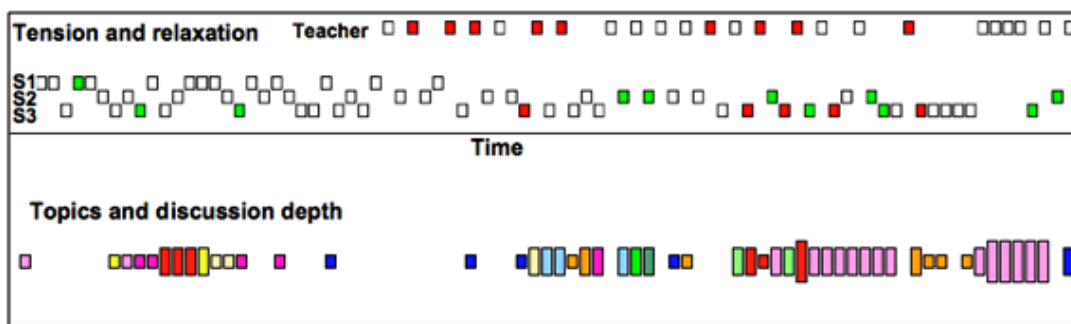 Tension and relaxation Teacher
S1
S2
S3
Time
Topics and discussion depth